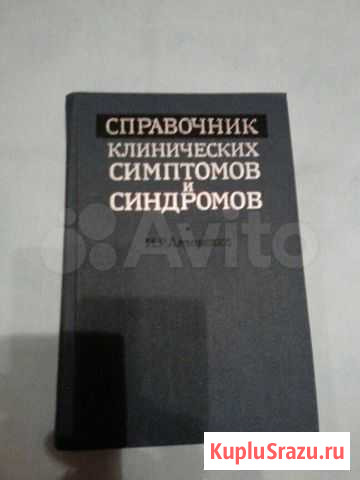 СПРАВОЧНИК
КЛИНИЧЕСКИХ
СИМПТОМОВ
и
СИНДРОМОВ
Avito
KupluSrazu.ru